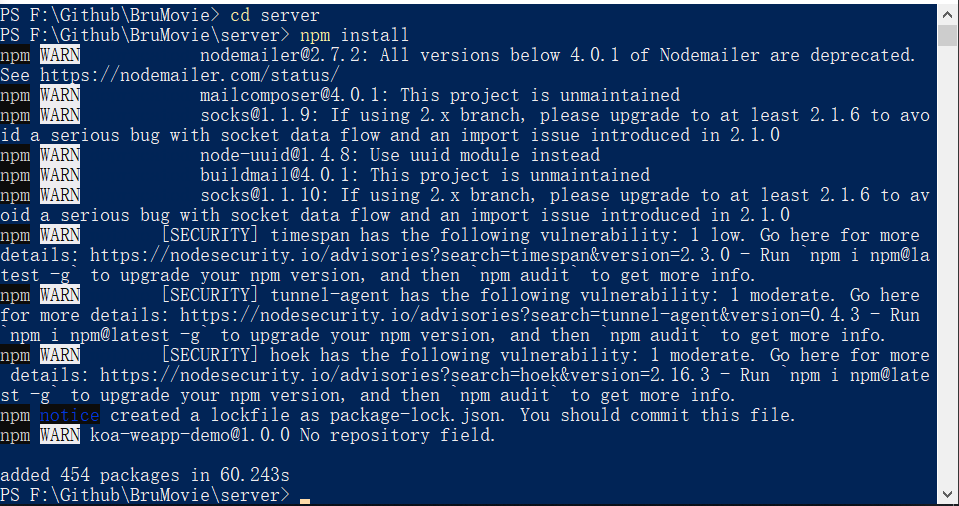 PS F:\Github\BruMovie> cd server
PS F:\Github\BruMovie\server> npm install
npm WARN            nodemailer@2.7.2: All versions below 4.0.1 of Nodemailer are deprecated.
See https://nodemailer.com/status/
npm WARN            mailcomposer@4.0.1: This project is unmaintained
npm WARN            socks@1.1.9: If using 2.x branch, please upgrade to at least 2.1.6 to avo
id a serious bug with socket data flow and an import issue introduced in 2.1.0
npm WARN            node-uuid@1.4.8: Use uuid module instead
npm WARN            buildmail@4.0.1: This project is unmaintained
npm WARN            socks@1.1.10: If using 2.x branch, please upgrade to at least 2.1.6 to av
oid a serious bug with socket data flow and an import issue introduced in 2.1.0
npm WARN        [SECURITY] timespan has the following vulnerability: 1 low. Go here for more
details: https://nodesecurity.io/advisories?search=timespan&version=2.3.0 - Run `npm i npm@la
test -g` to upgrade your npm version, and then `npm audit` to get more info.
npm WARN        [SECURITY] tunnel-agent has the following vulnerability: 1 moderate. Go here
for more details: https://nodesecurity.io/advisories?search=tunnel-agent&version=0.4.3 - Run
`npm i npm@latest -g` to upgrade your npm version, and then `npm audit` to get more info.
npm WARN        [SECURITY] hoek has the following vulnerability: 1 moderate. Go here for more
 details: https://nodesecurity.io/advisories?search=hoek&version=2.16.3 - Run `npm i npm@late
st -g` to upgrade your npm version, and then `npm audit` to get more info.
npm notice created a lockfile as package-lock.json. You should commit this file.
npm WARN koa-weapp-demo@1.0.0 No repository field.
added 454 packages in 60.243s
PS F:\Github\BruMovie\server>